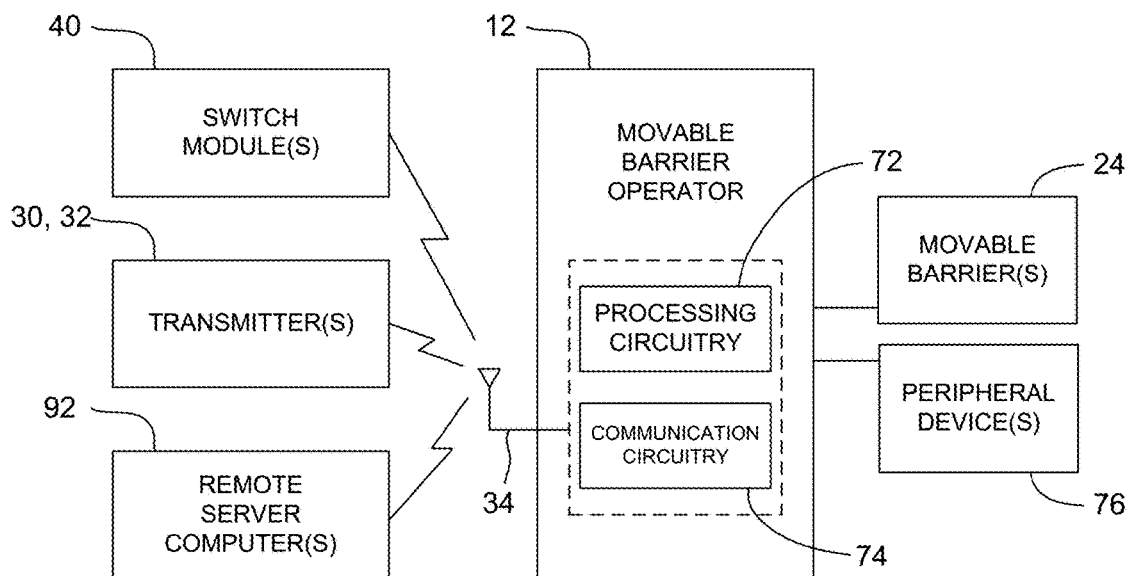 40
SWITCH
MODULE(S)
30, 32
TRANSMITTER(S)
92
REMOTE
SERVER
COMPUTER(S)
34
12
MOVABLE
BARRIER
OPERATOR
72
PROCESSING
CIRCUITRY
COMMUNICATION
CIRCUITRY
74
24
MOVABLE
BARRIER(S)
PERIPHERAL
DEVICE(S)
76